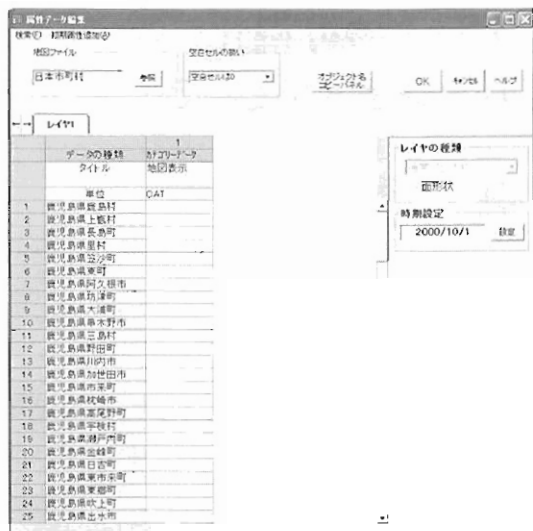 属性データ編集
検索(F) 初期属性追加(A)
地図ファイル
日本市町村
参照
空白セルの扱い
空白セルは0
オブジェクト名
コピーパネル
OK
キャンセル
ヘルプ
←→ レイヤ1
1
データの種類 カテゴリーデータ
タイトル 地図表示
単位 CAT
1 鹿児島県鹿島村
2 鹿児島県上甑村
3 鹿児島県長島町
4 鹿児島県里村
5 鹿児島県笠沙町
6 鹿児島県東町
7 鹿児島県阿久根市
8 鹿児島県坊津町
9 鹿児島県大浦町
10 鹿児島県串木野市
11 鹿児島県三島村
12 鹿児島県野田町
13 鹿児島県川内市
14 鹿児島県加世田市
15 鹿児島県市来町
16 鹿児島県枕崎市
17 鹿児島県高尾野町
18 鹿児島県宇検村
19 鹿児島県瀬戸内町
20 鹿児島県金峰町
21 鹿児島県日吉町
22 鹿児島県東市来町
23 鹿児島県東郷町
24 鹿児島県吹上町
25 鹿児島県出水市
レイヤの種類
面形状
時期設定
2000/10/1
設定